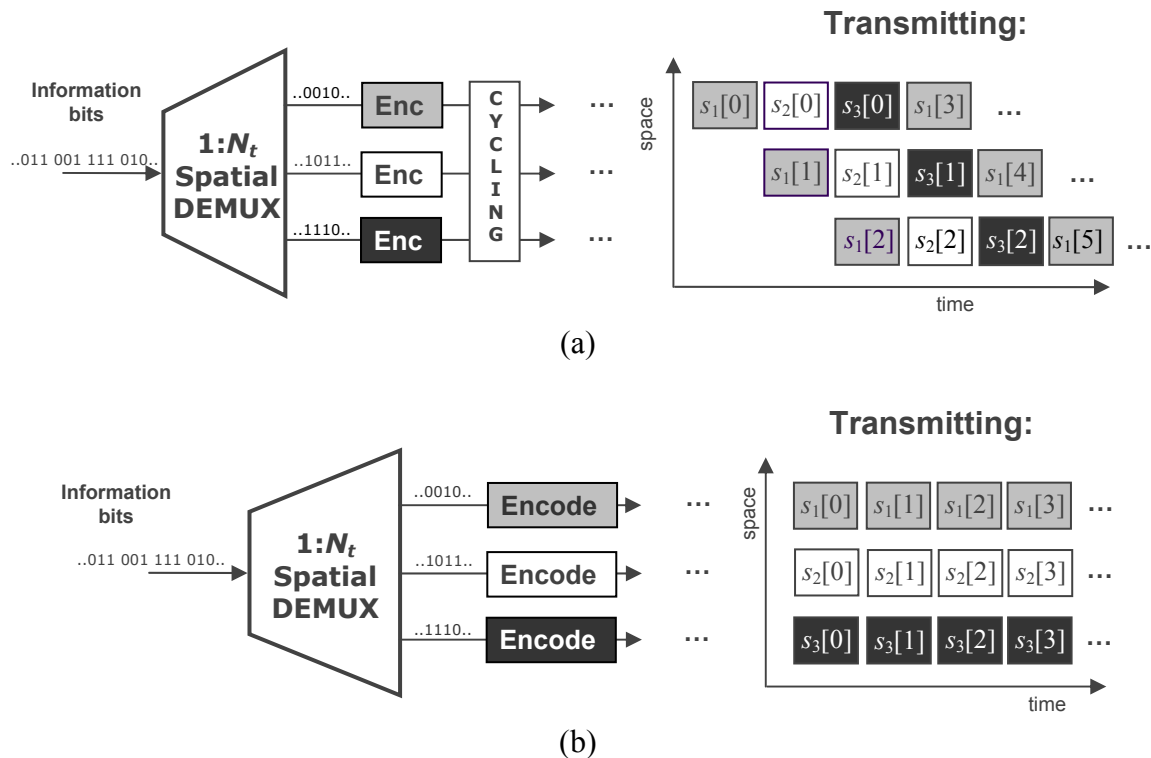 Transmitting:
Information
bits
..011 001 111 010..
1:Nt
Spatial
DEMUX
..0010..
..1011..
..1110..
Enc
Enc
Enc
CYCLING
...
...
...
space
s1[0] s2[0] s3[0] s1[3] ...
s1[1] s2[1] s3[1] s1[4] ...
s1[2] s2[2] s3[2] s1[5] ...
time
(a)
Transmitting:
Information
bits
..011 001 111 010..
1:Nt
Spatial
DEMUX
..0010..
..1011..
..1110..
Encode
Encode
Encode
...
...
...
space
s1[0] s1[1] s1[2] s1[3] ...
s2[0] s2[1] s2[2] s2[3] ...
s3[0] s3[1] s3[2] s3[3] ...
time
(b)